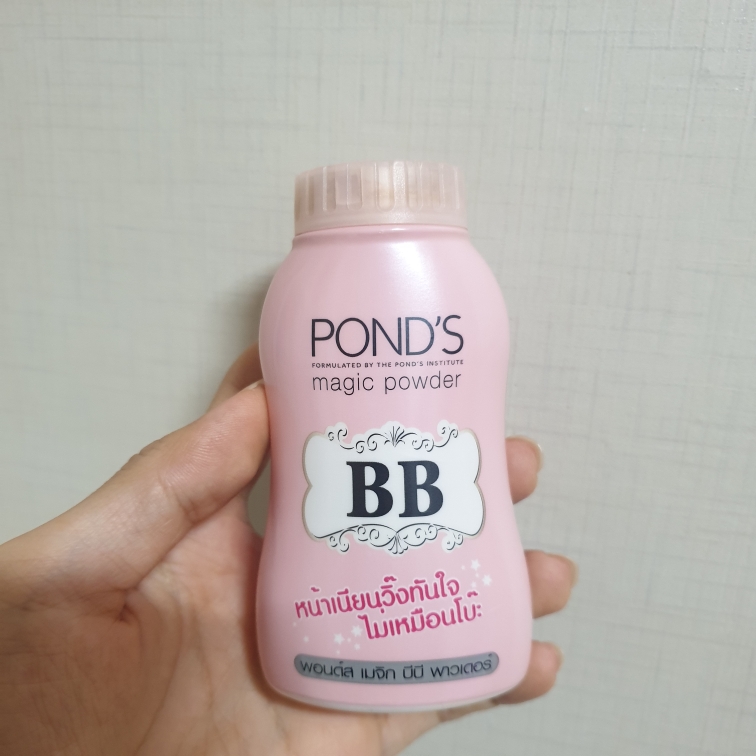 POND'S
FORMULATED BY THE POND'S INSTITUTE
magic powder
BB
หน้าเนียนวิ๊งทันใจ
ไม่เหมือนโบ๊ะ
พอนด์ส เมจิก บีบี พาวเดอร์